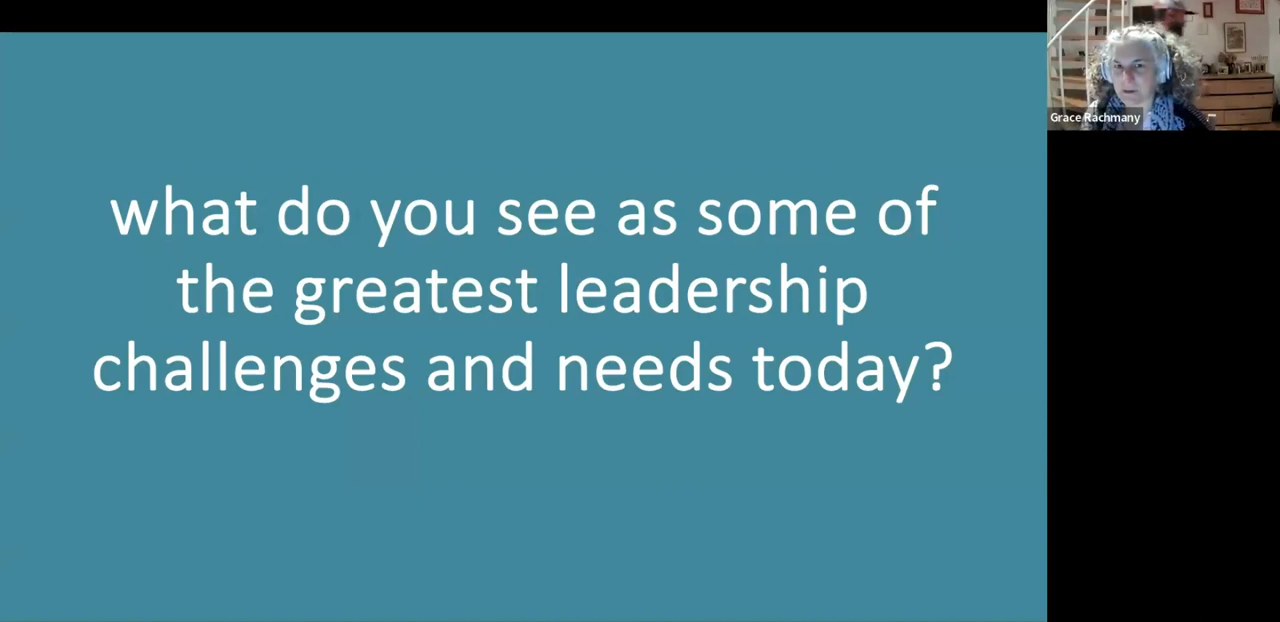 what do you see as some of
the greatest leadership
challenges and needs today?
Grace Rachmany